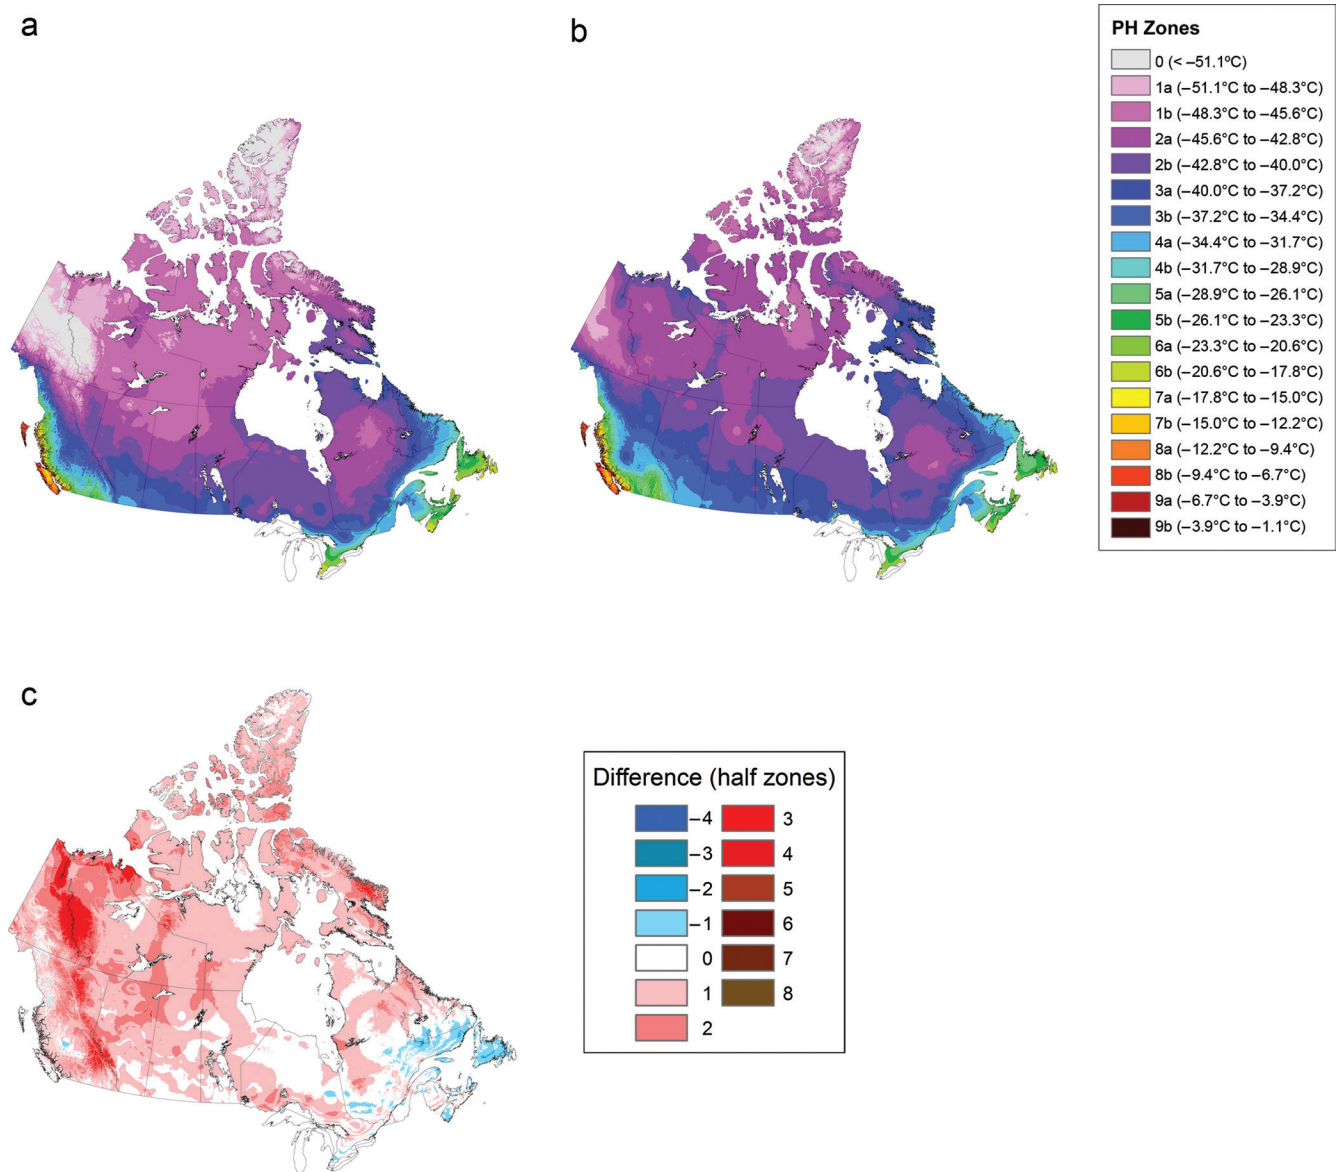 a
b
PH Zones
0 (< –51.1ºC)
1a (–51.1°C to –48.3°C)
1b (–48.3°C to –45.6°C)
2a (–45.6°C to –42.8°C)
2b (–42.8°C to –40.0°C)
3a (–40.0°C to –37.2°C)
3b (–37.2°C to –34.4°C)
4a (–34.4°C to –31.7°C)
4b (–31.7°C to –28.9°C)
5a (–28.9°C to –26.1°C)
5b (–26.1°C to –23.3°C)
6a (–23.3°C to –20.6°C)
6b (–20.6°C to –17.8°C)
7a (–17.8°C to –15.0°C)
7b (–15.0°C to –12.2°C)
8a (–12.2°C to –9.4°C)
8b (–9.4°C to –6.7°C)
9a (–6.7°C to –3.9°C)
9b (–3.9°C to –1.1°C)
c
Difference (half zones)
–4 3
–3 4
–2 5
–1 6
0 7
1 8
2